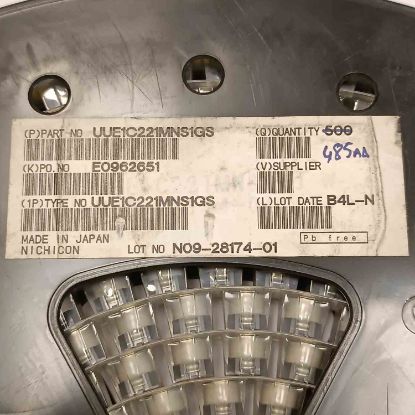 (P)PART NO UUE1C221MNS1GS (Q)QUANTITY 500
485AA
(K)PO.NO E0962651 (V)SUPPLIER
(1P)TYPE NO UUE1C221MNS1GS (L)LOT DATE B4L-N
MADE IN JAPAN Pb free
NICHICON LOT NO N09-28174-01